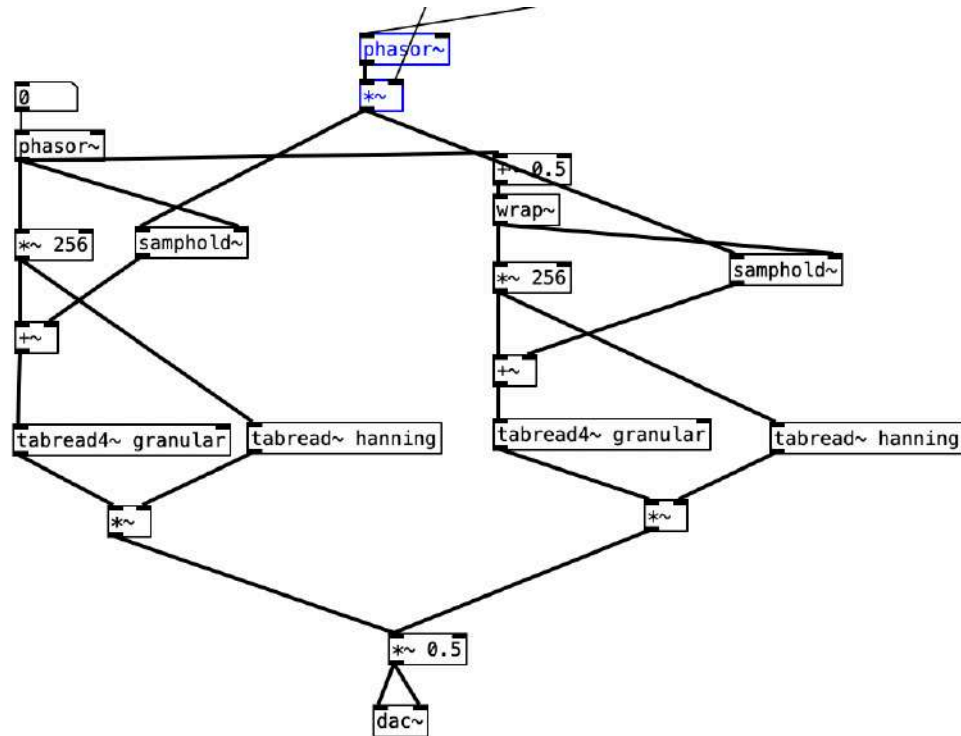 phasor~
*~
0
phasor~
+~ 0.5
wrap~
*~ 256
samphold~
*~ 256
samphold~
+~
+~
tabread4~ granular
tabread~ hanning
tabread4~ granular
tabread~ hanning
*~
*~
*~ 0.5
dac~